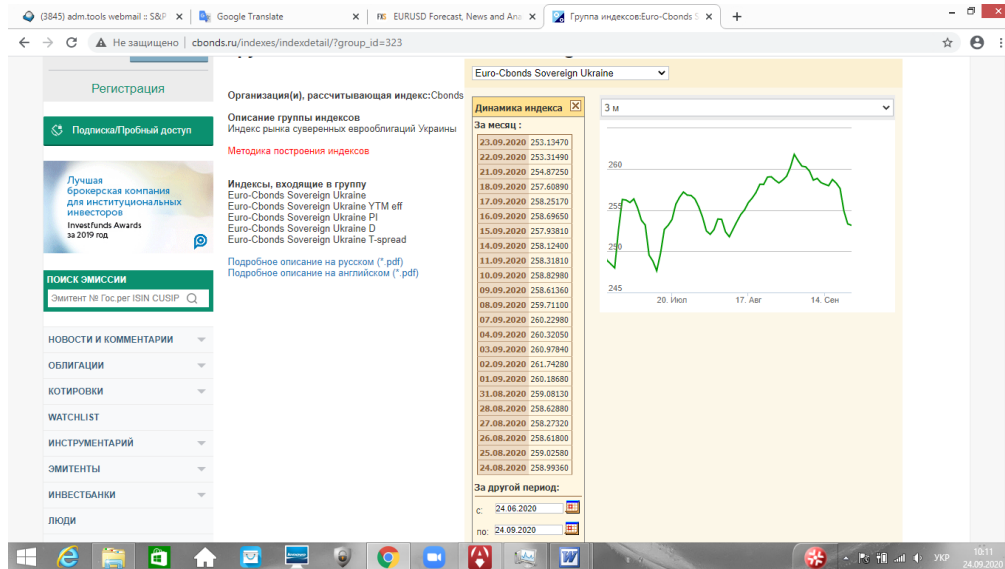 (3845) adm.tools webmail :: S&P
Google Translate
EURUSD Forecast, News and Ana
Группа индексов:Euro-Cbonds S
Не защищено | cbonds.ru/indexes/indexdetail/?group_id=323
Регистрация
Подписка/Пробный доступ
Лучшая
брокерская компания
для институциональных
инвесторов
Investfunds Awards
за 2019 год
ПОИСК ЭМИССИИ
Эмитент № Гос.рег ISIN CUSIP
НОВОСТИ И КОММЕНТАРИИ
ОБЛИГАЦИИ
КОТИРОВКИ
WATCHLIST
ИНСТРУМЕНТАРИЙ
ЭМИТЕНТЫ
ИНВЕСТБАНКИ
ЛЮДИ
Организация(и), рассчитывающая индекс:Cbonds
Описание группы индексов
Индекс рынка суверенных еврооблигаций Украины
Методика построения индексов
Индексы, входящие в группу
Euro-Cbonds Sovereign Ukraine
Euro-Cbonds Sovereign Ukraine YTM eff
Euro-Cbonds Sovereign Ukraine PI
Euro-Cbonds Sovereign Ukraine D
Euro-Cbonds Sovereign Ukraine T-spread
Подробное описание на русском (*.pdf)
Подробное описание на английском (*.pdf)
Euro-Cbonds Sovereign Ukraine
Динамика индекса
За месяц :
23.09.2020 253.13470
22.09.2020 253.31490
21.09.2020 254.87250
18.09.2020 257.60890
17.09.2020 258.25170
16.09.2020 258.69650
15.09.2020 257.93810
14.09.2020 258.12400
11.09.2020 258.31810
10.09.2020 258.82980
09.09.2020 258.61360
08.09.2020 259.71100
07.09.2020 260.22980
04.09.2020 260.32050
03.09.2020 260.97840
02.09.2020 261.74280
01.09.2020 260.18680
31.08.2020 259.08130
28.08.2020 258.62880
27.08.2020 258.27320
26.08.2020 258.61800
25.08.2020 259.02580
24.08.2020 258.99360
За другой период:
с: 24.06.2020
по: 24.09.2020
3 м
260
255
250
245
20. Июл 17. Авг 14. Сен
УКР
10:11
24.09.2020